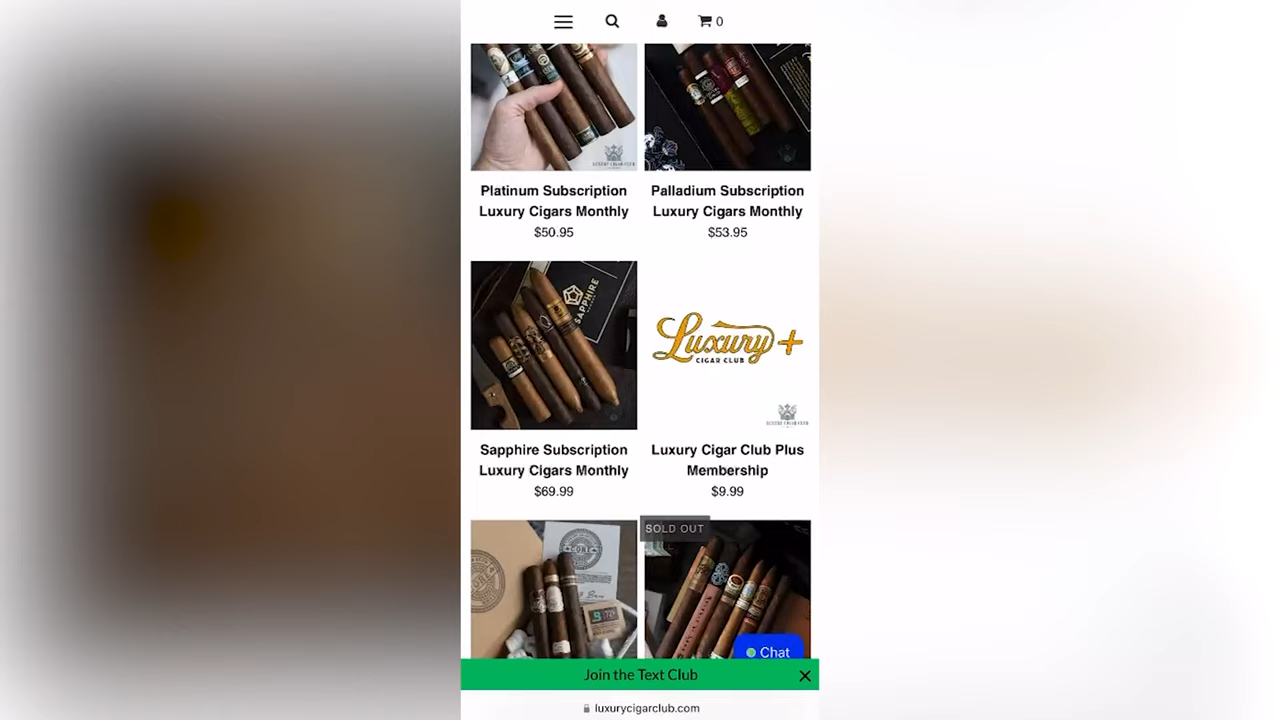 0
Platinum Subscription
Luxury Cigars Monthly
$50.95
Palladium Subscription
Luxury Cigars Monthly
$53.95
SAPPHIRE
Luxury +
CIGAR CLUB
Sapphire Subscription
Luxury Cigars Monthly
$69.99
Luxury Cigar Club Plus
Membership
$9.99
SOLD OUT
CORE
Chat
Join the Text Club
luxurycigarclub.com